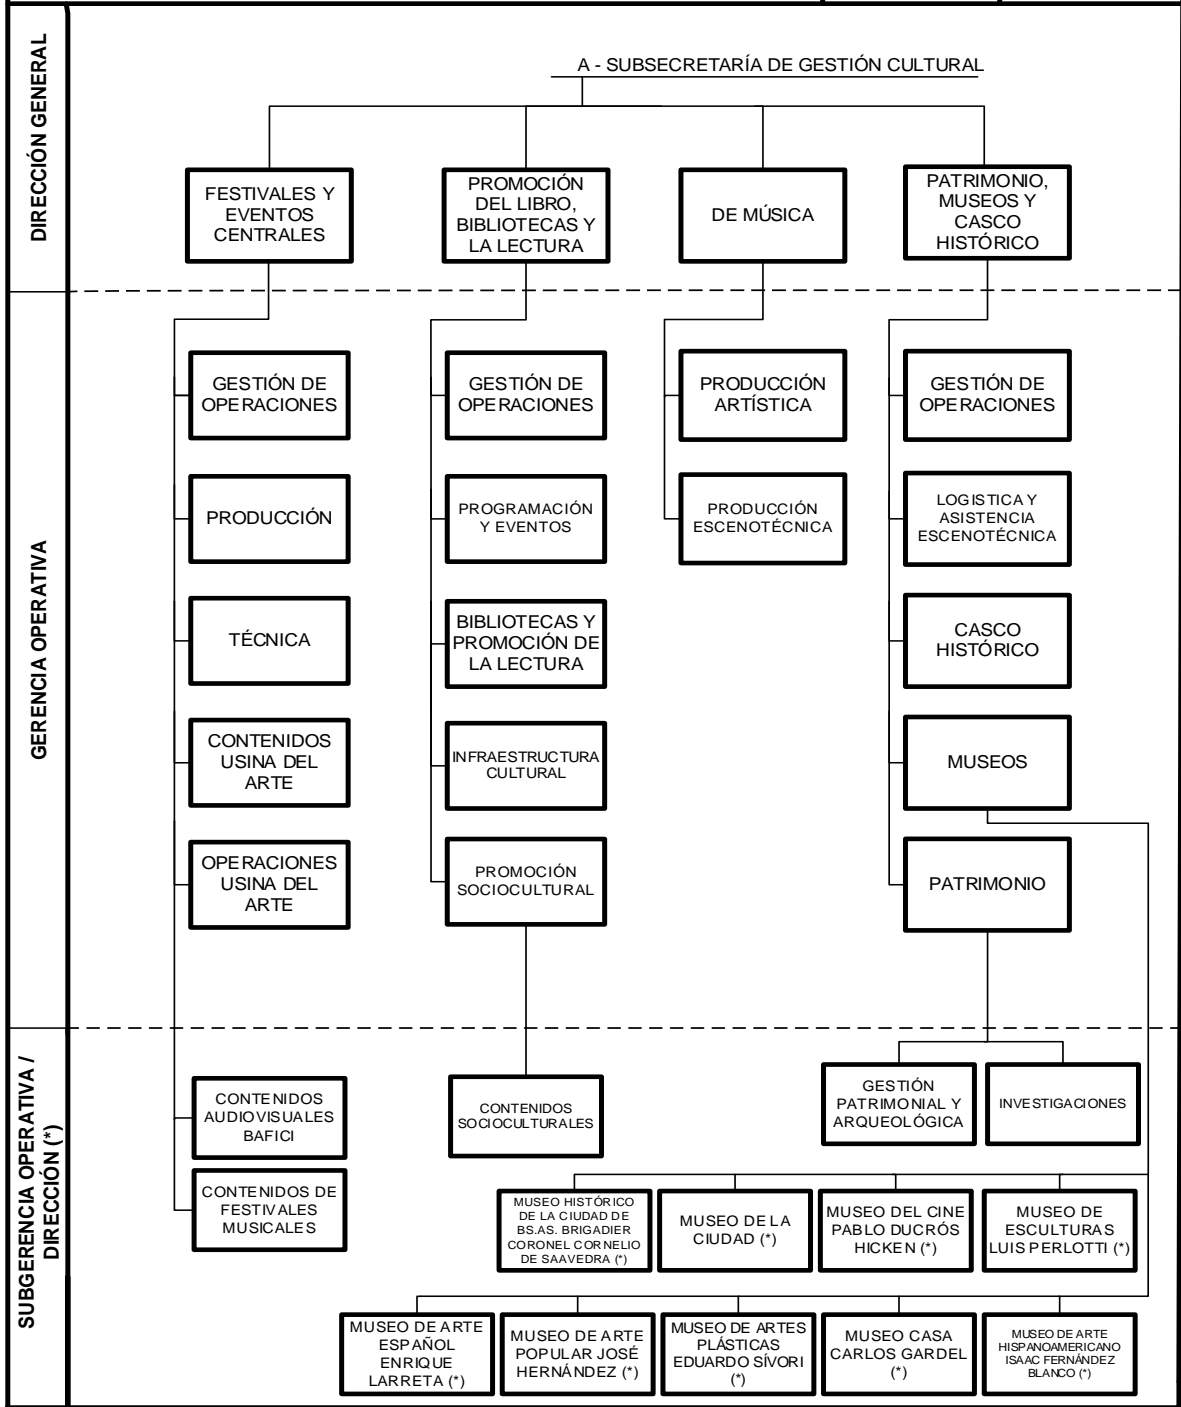 DIRECCIÓN GENERAL
A - SUBSECRETARÍA DE GESTIÓN CULTURAL
FESTIVALES Y
EVENTOS
CENTRALES
PROMOCIÓN
DEL LIBRO,
BIBLIOTECAS Y
LA LECTURA
DE MÚSICA
PATRIMONIO,
MUSEOS Y
CASCO
HISTÓRICO
GERENCIA OPERATIVA
GESTIÓN DE
OPERACIONES
GESTIÓN DE
OPERACIONES
PRODUCCIÓN
ARTÍSTICA
GESTIÓN DE
OPERACIONES
PRODUCCIÓN
PROGRAMACIÓN
Y EVENTOS
PRODUCCIÓN
ESCENOTÉCNICA
LOGISTICA Y
ASISTENCIA
ESCENOTÉCNICA
TÉCNICA
BIBLIOTECAS Y
PROMOCIÓN DE
LA LECTURA
CASCO
HISTÓRICO
CONTENIDOS
USINA DEL
ARTE
INFRAESTRUCTURA
CULTURAL
MUSEOS
OPERACIONES
USINA DEL
ARTE
PROMOCIÓN
SOCIOCULTURAL
PATRIMONIO
SUBGERENCIA OPERATIVA /
DIRECCIÓN (*)
CONTENIDOS
AUDIOVISUALES
BAFICI
CONTENIDOS
SOCIOCULTURALES
GESTIÓN
PATRIMONIAL Y
ARQUEOLÓGICA
INVESTIGACIONES
CONTENIDOS DE
FESTIVALES
MUSICALES
MUSEO HISTÓRICO
DE LA CIUDAD DE
BS.AS. BRIGADIER
CORONEL CORNELIO
DE SAAVEDRA (*)
MUSEO DE LA
CIUDAD (*)
MUSEO DEL CINE
PABLO DUCRÓS
HICKEN (*)
MUSEO DE
ESCULTURAS
LUIS PERLOTTI (*)
MUSEO DE ARTE
ESPAÑOL
ENRIQUE
LARRETA (*)
MUSEO DE ARTE
POPULAR JOSÉ
HERNÁNDEZ (*)
MUSEO DE ARTES
PLÁSTICAS
EDUARDO SÍVORI
(*)
MUSEO CASA
CARLOS GARDEL
(*)
MUSEO DE ARTE
HISPANOAMERICANO
ISAAC FERNÁNDEZ
BLANCO (*)